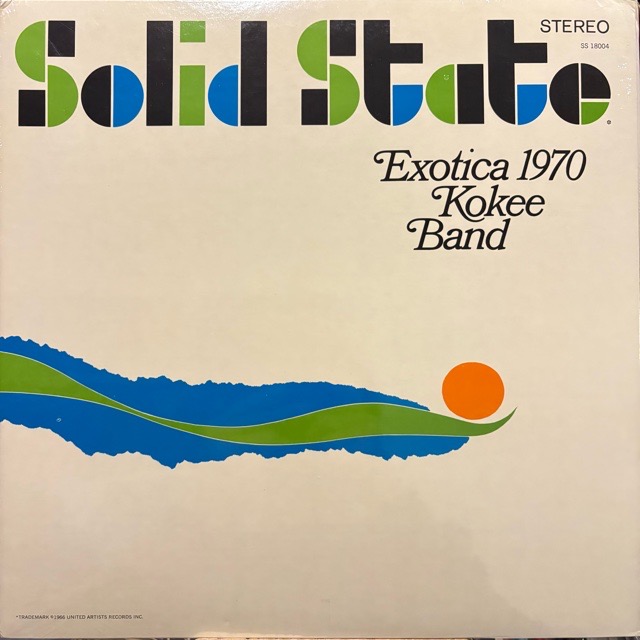 Solid State®
STEREO
SS 18004
Exotica 1970
Kokee
Band
*TRADEMARK ©1966 UNITED ARTISTS RECORDS INC.